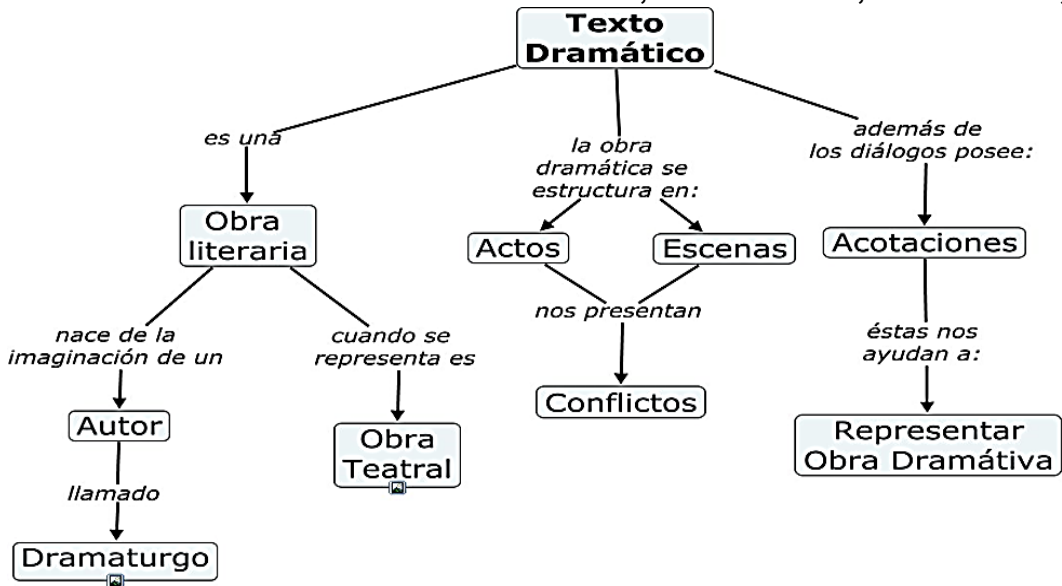 Texto
Dramático
es una
la obra
dramática se
estructura en:
además de
los diálogos posee:
Obra
literaria
Actos
Escenas
Acotaciones
nace de la
imaginación de un
cuando se
representa es
nos presentan
éstas nos
ayudan a:
Autor
Obra
Teatral
Conflictos
Representar
Obra Dramátiva
llamado
Dramaturgo